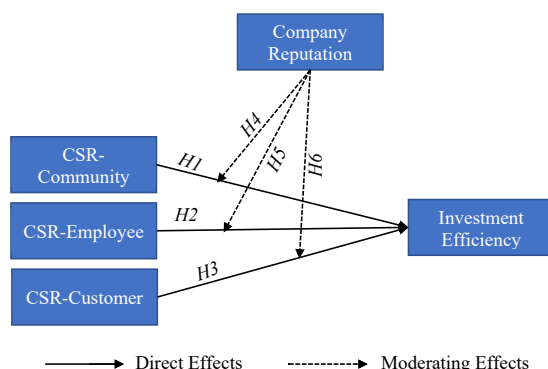 Company
Reputation
H4
H5
H6
CSR-
Community
H1
CSR-Employee
H2
Investment
Efficiency
CSR-Customer
H3
Direct Effects
Moderating Effects